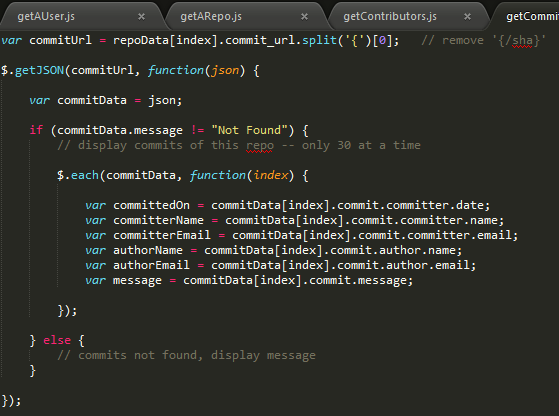 getAUser.js × getARepo.js × getContributors.js × getCommi
var commitUrl = repoData[index].commit_url.split('{')[0];   // remove '{/sha}'
$.getJSON(commitUrl, function(json) {
    var commitData = json;
    if (commitData.message != "Not Found") {
        // display commits of this repo -- only 30 at a time
        $.each(commitData, function(index) {
            var committedOn = commitData[index].commit.committer.date;
            var committerName = commitData[index].commit.committer.name;
            var committerEmail = commitData[index].commit.committer.email;
            var authorName = commitData[index].commit.author.name;
            var authorEmail = commitData[index].commit.author.email;
            var message = commitData[index].commit.message;
        });
    } else {
        // commits not found, display message
    }
});